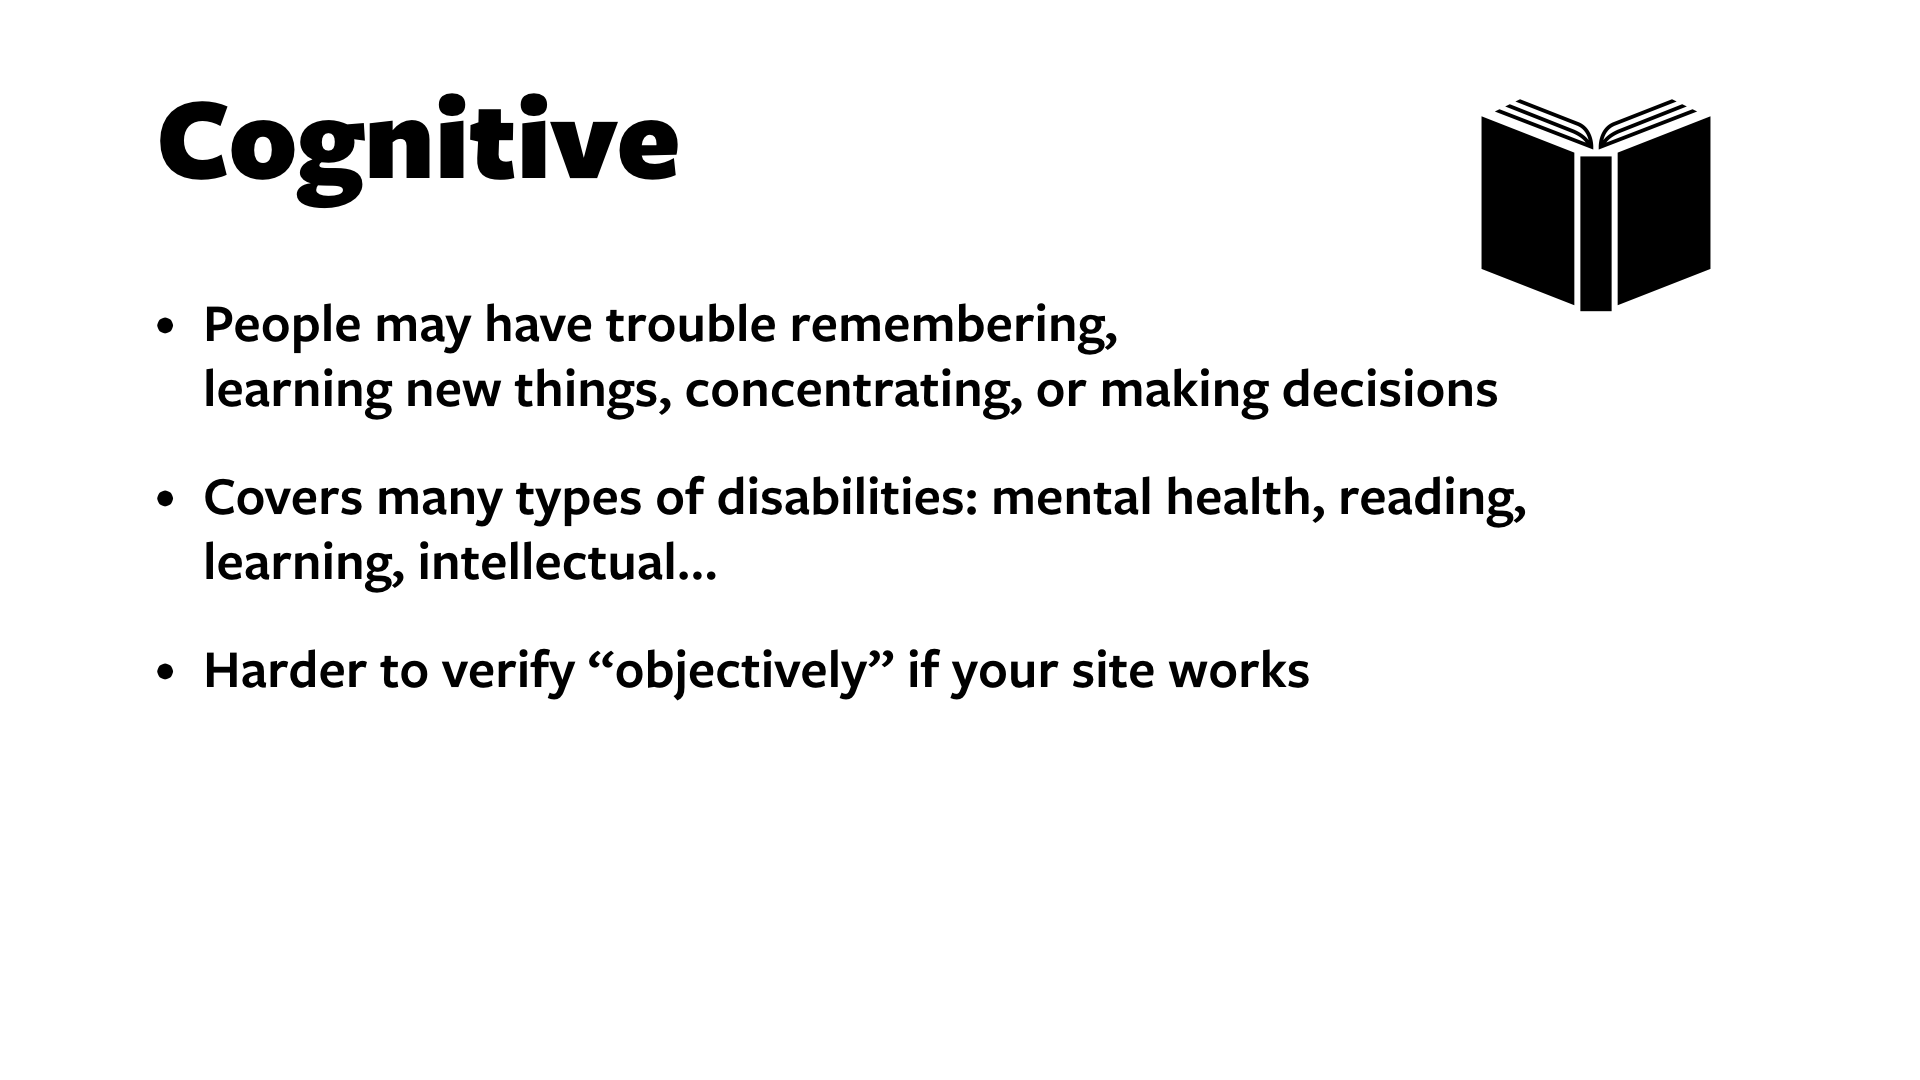 Cognitive
• People may have trouble remembering,
learning new things, concentrating, or making decisions
• Covers many types of disabilities: mental health, reading,
learning, intellectual...
• Harder to verify “objectively” if your site works